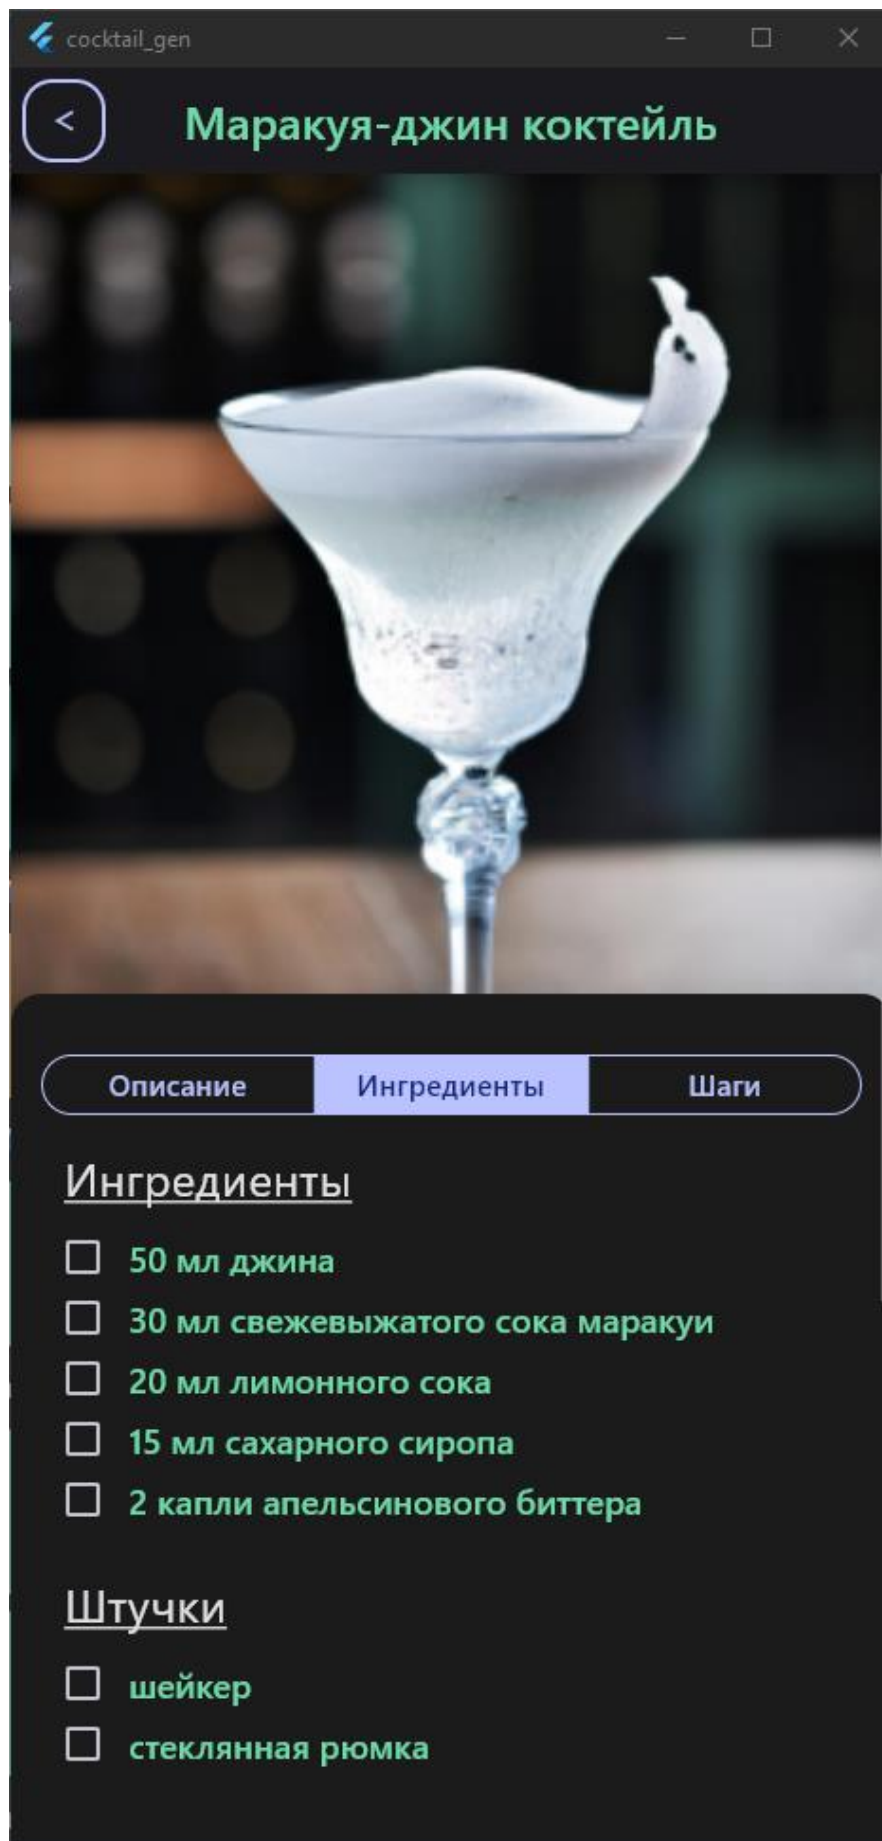 cocktail_gen
<
Маракуя-джин коктейль
Описание
Ингредиенты
Шаги
Ингредиенты
50 мл джина
30 мл свежевыжатого сока маракуи
20 мл лимонного сока
15 мл сахарного сиропа
2 капли апельсинового биттера
Штучки
шейкер
стеклянная рюмка